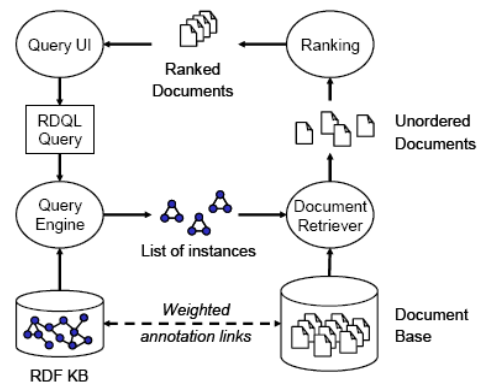 Query UI
Ranked
Documents
Ranking
RDQL
Query
Unordered
Documents
Query
Engine
List of instances
Document
Retriever
RDF KB
Weighted
annotation links
Document
Base